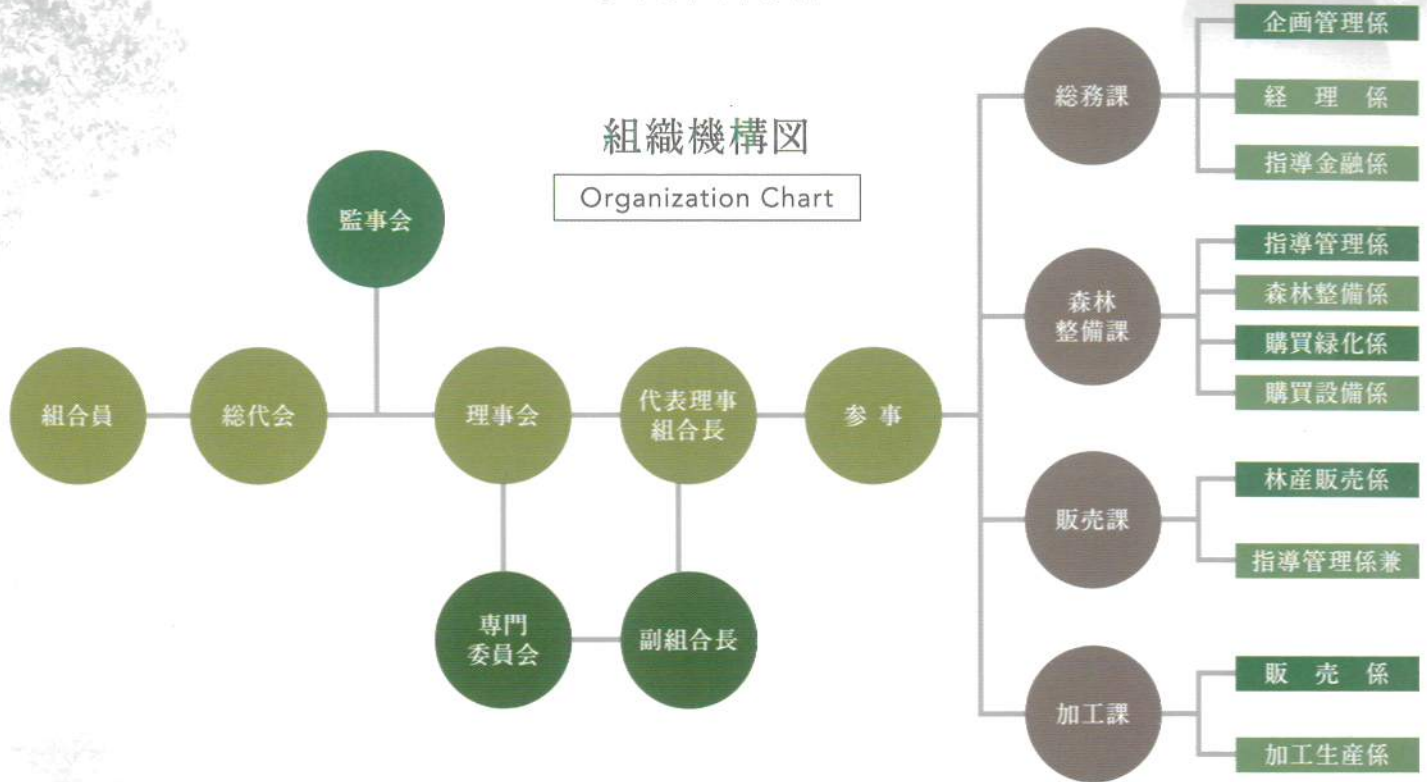 組織機構図
Organization Chart
監事会
組合員
総代会
理事会
代表理事
組合長
参事
専門
委員会
副組合長
総務課
企画管理係
経理係
指導金融係
森林
整備課
指導管理係
森林整備係
購買緑化係
購買設備係
販売課
林産販売係
指導管理係兼
加工課
販売係
加工生産係